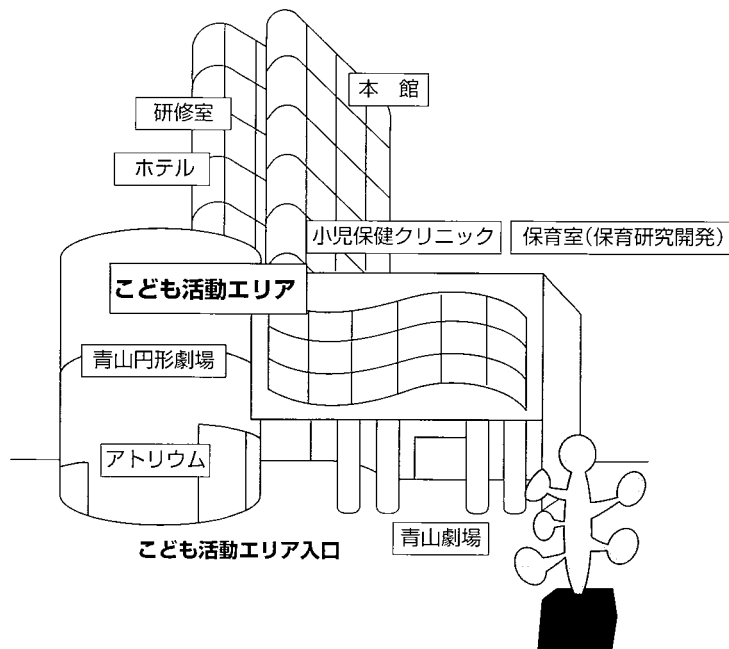 本　館
研修室
ホテル
小児保健クリニック
保育室(保育研究開発)
こども活動エリア
青山円形劇場
アトリウム
こども活動エリア入口
青山劇場